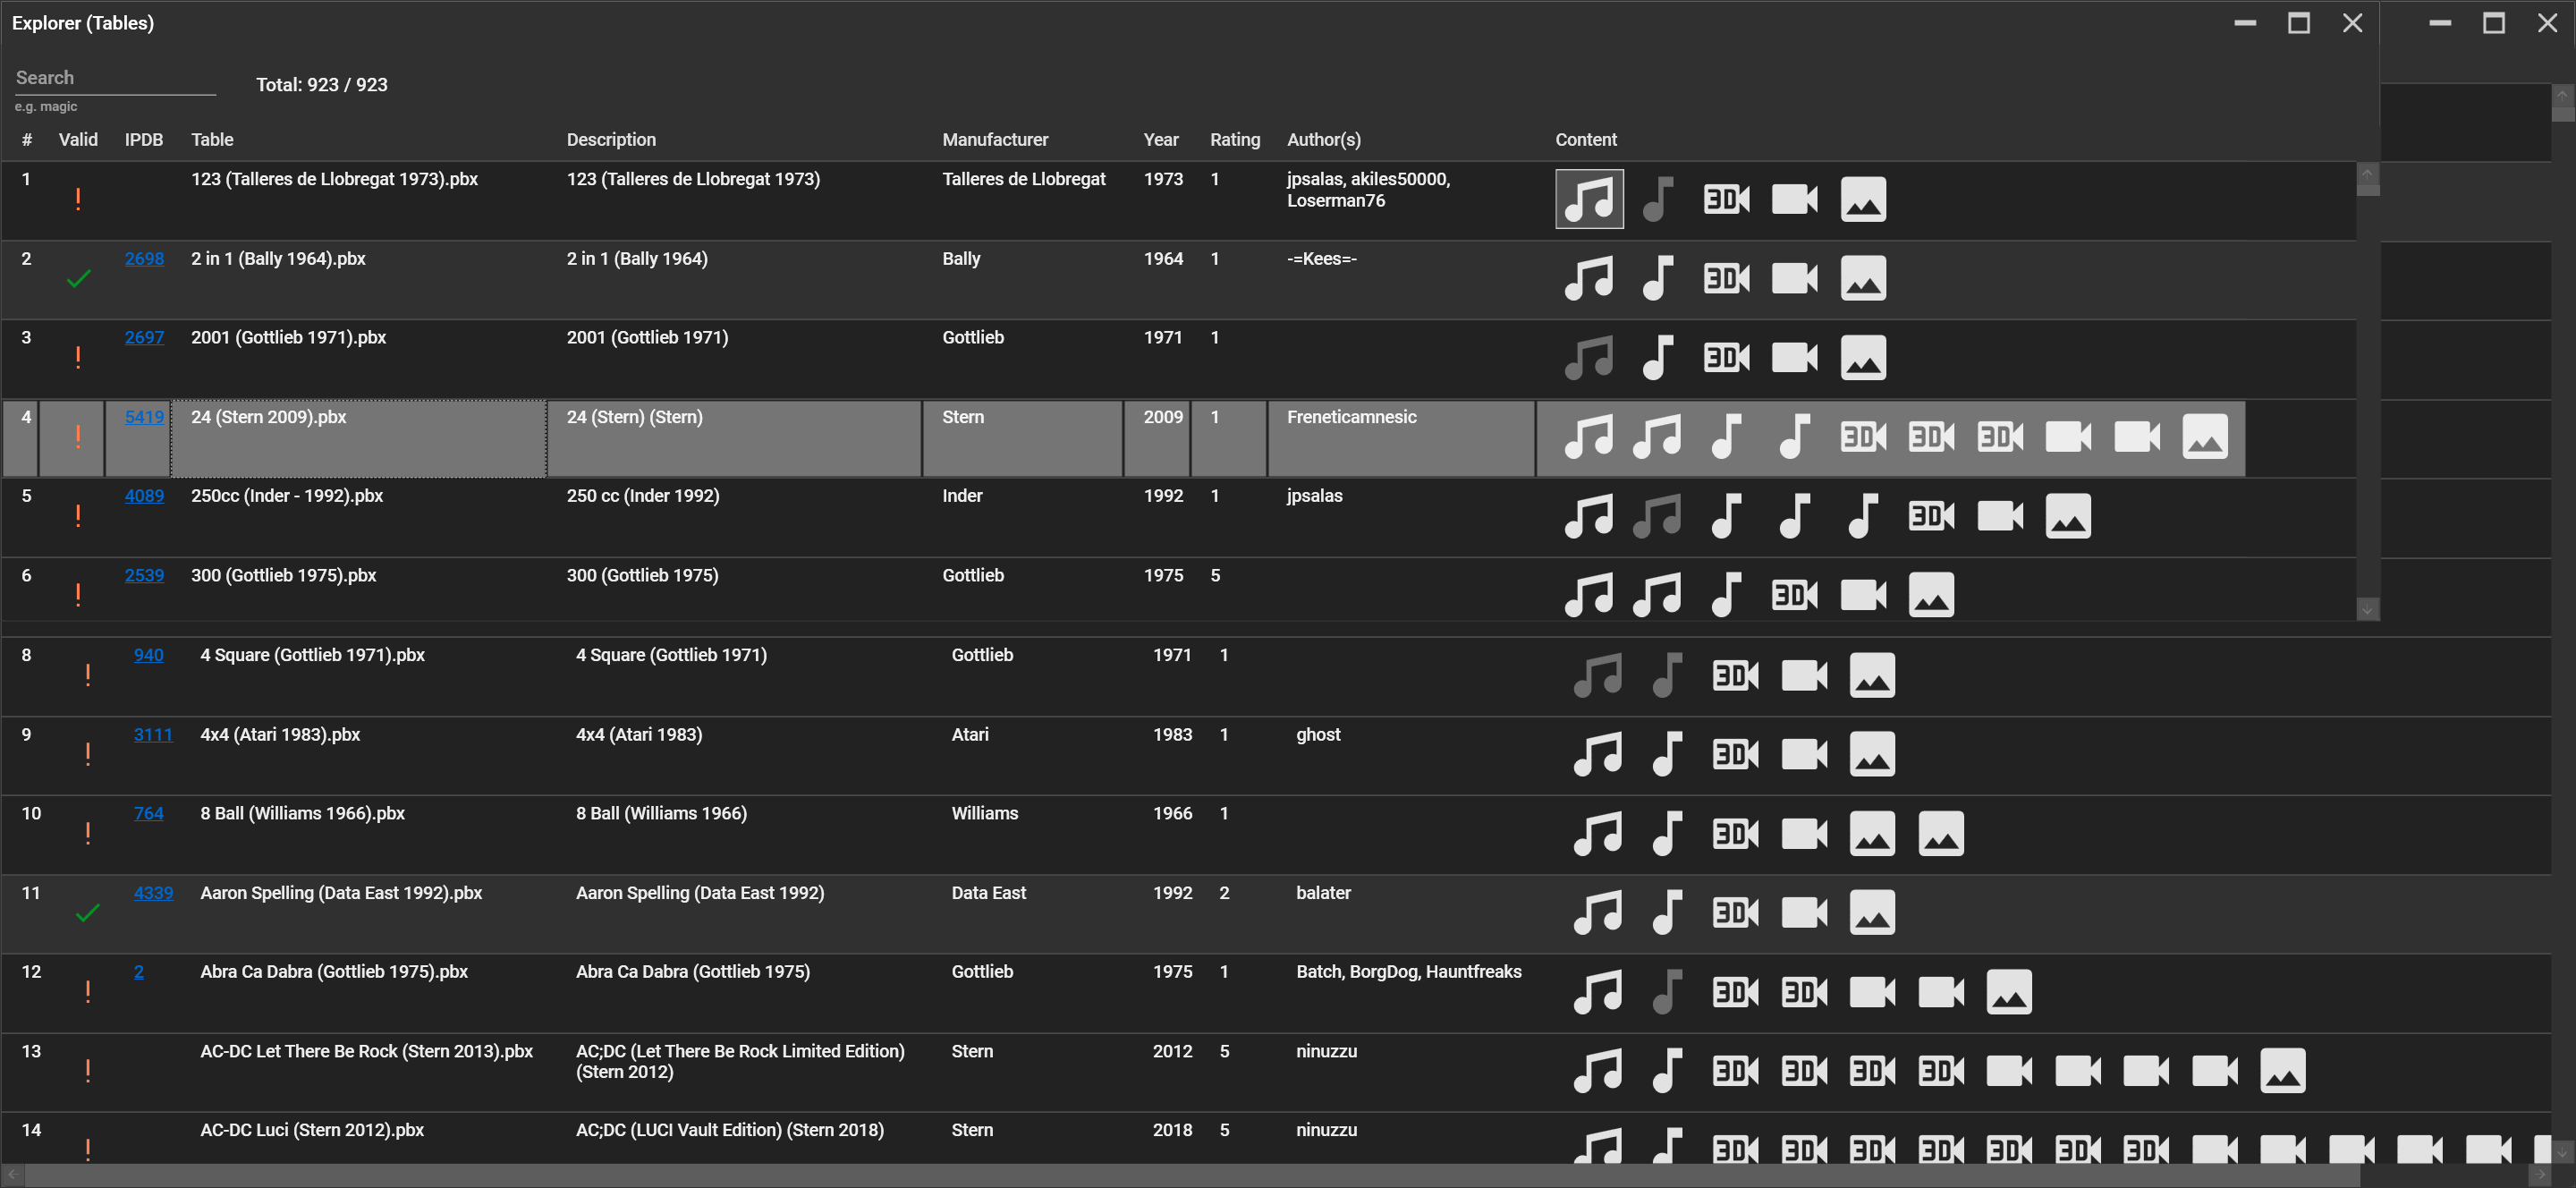 Explorer (Tables)
Search
Total: 923 / 923
e.g. magic
# Valid IPDB Table Description Manufacturer Year Rating Author(s) Content
1 ! 123 (Talleres de Llobregat 1973).pbx 123 (Talleres de Llobregat 1973) Talleres de Llobregat 1973 1 jpsalas, akiles50000,
Loserman76
3D
2 2698 2 in 1 (Bally 1964).pbx 2 in 1 (Bally 1964) Bally 1964 1 -=Kees=-
3D
3 ! 2697 2001 (Gottlieb 1971).pbx 2001 (Gottlieb 1971) Gottlieb 1971 1
3D
4 ! 5419 24 (Stern 2009).pbx 24 (Stern) (Stern) Stern 2009 1 Freneticamnesic
3D 3D 3D
5 ! 4089 250cc (Inder - 1992).pbx 250 cc (Inder 1992) Inder 1992 1 jpsalas
3D
6 ! 2539 300 (Gottlieb 1975).pbx 300 (Gottlieb 1975) Gottlieb 1975 5
3D
8 ! 940 4 Square (Gottlieb 1971).pbx 4 Square (Gottlieb 1971) Gottlieb 1971 1
3D
9 ! 3111 4x4 (Atari 1983).pbx 4x4 (Atari 1983) Atari 1983 1 ghost
3D
10 ! 764 8 Ball (Williams 1966).pbx 8 Ball (Williams 1966) Williams 1966 1
3D
11 4339 Aaron Spelling (Data East 1992).pbx Aaron Spelling (Data East 1992) Data East 1992 2 balater
3D
12 ! 2 Abra Ca Dabra (Gottlieb 1975).pbx Abra Ca Dabra (Gottlieb 1975) Gottlieb 1975 1 Batch, BorgDog, Hauntfreaks
3D 3D
13 ! AC-DC Let There Be Rock (Stern 2013).pbx AC;DC (Let There Be Rock Limited Edition) Stern 2012 5 ninuzzu
(Stern 2012)
3D 3D 3D 3D
14 ! AC-DC Luci (Stern 2012).pbx AC;DC (LUCI Vault Edition) (Stern 2018) Stern 2018 5 ninuzzu
3D 3D 3D 3D 3D 3D 3D